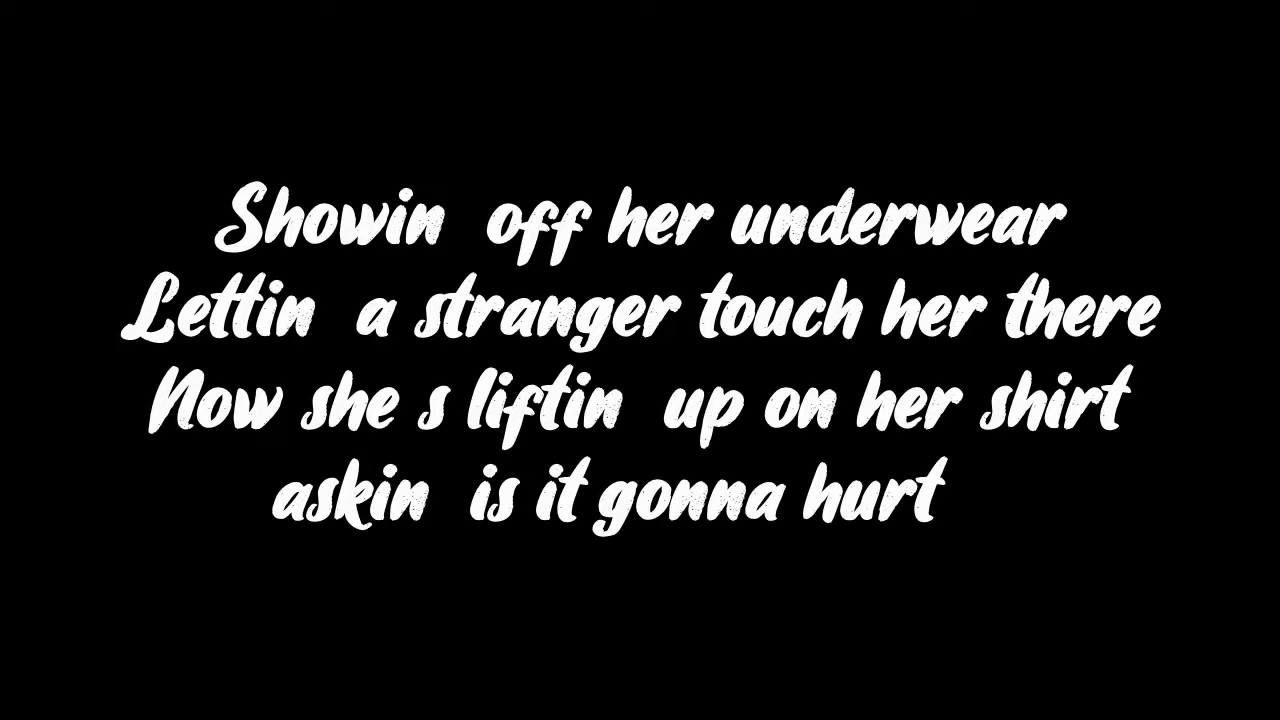 Showin off her underwear
Lettin a stranger touch her there
Now she s liftin up on her shirt
askin is it gonna hurt